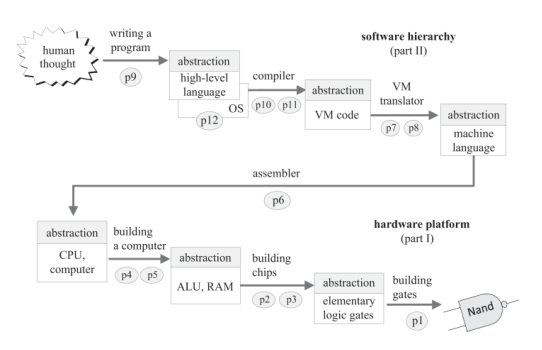 human
thought
writing a
program
p9
abstraction
high-level
language
OS
p12
compiler
p10 p11
software hierarchy
(part II)
abstraction
VM code
VM
translator
p7 p8
abstraction
machine
language
assembler
p6
hardware platform
(part I)
abstraction
CPU,
computer
building
a computer
p4 p5
abstraction
ALU, RAM
building
chips
p2 p3
abstraction
elementary
logic gates
building
gates
p1
Nand